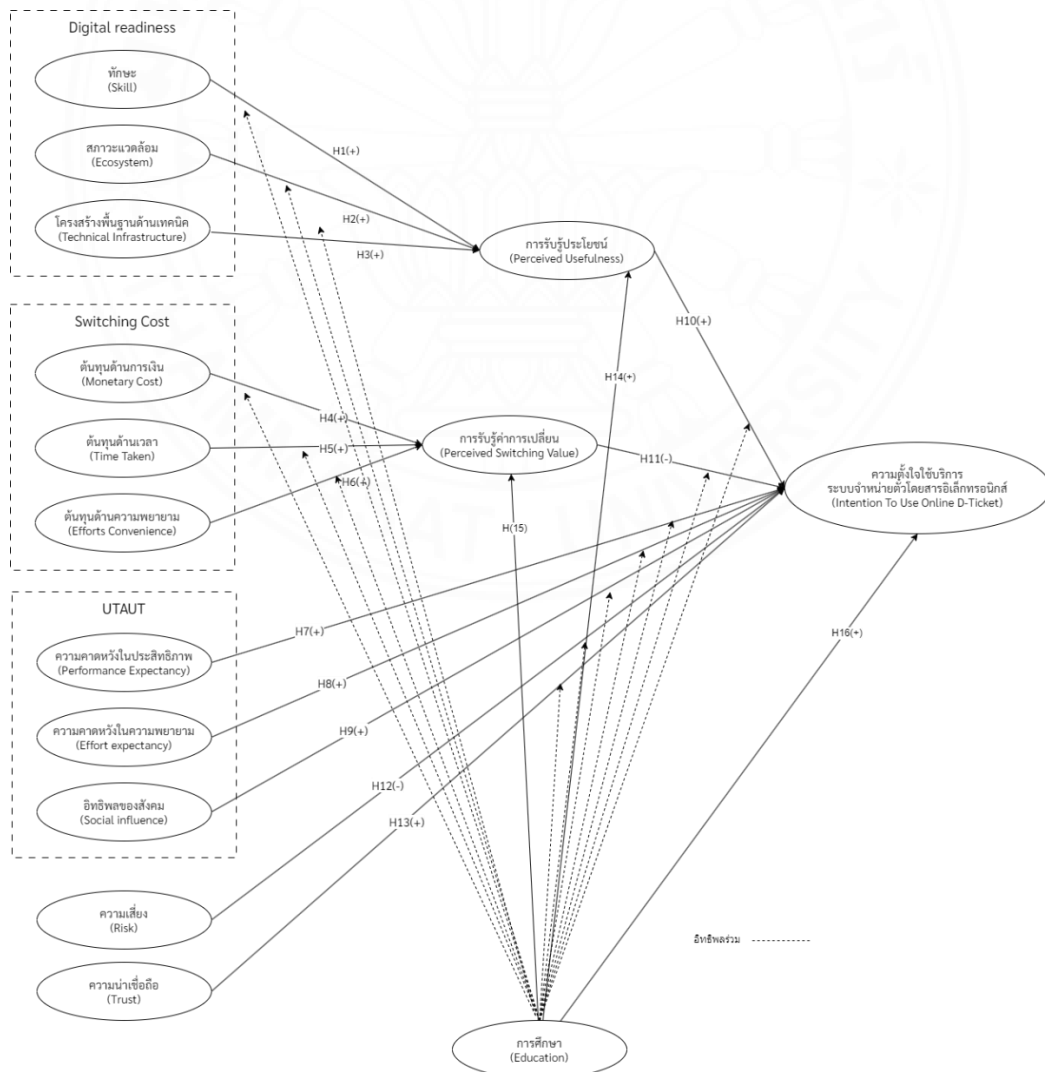 Digital readiness
ทักษะ
(Skill)
สภาวะแวดล้อม
(Ecosystem)
โครงสร้างพื้นฐานด้านเทคนิค
(Technical Infrastructure)
H1(+)
H2(+)
H3(+)
การรับรู้ประโยชน์
(Perceived Usefulness)
Switching Cost
ต้นทุนด้านการเงิน
(Monetary Cost)
ต้นทุนด้านเวลา
(Time Taken)
ต้นทุนด้านความพยายาม
(Efforts Convenience)
H4(+)
H5(+)
H6(+)
การรับรู้ค่าการเปลี่ยน
(Perceived Switching Value)
H10(+)
H14(+)
H11(-)
H(15)
ความตั้งใจใช้บริการ
ระบบจำหน่ายตั๋วโดยสารอิเล็กทรอนิกส์
(Intention To Use Online D-Ticket)
UTAUT
ความคาดหวังในประสิทธิภาพ
(Performance Expectancy)
ความคาดหวังในความพยายาม
(Effort expectancy)
อิทธิพลของสังคม
(Social influence)
H7(+)
H8(+)
H9(+)
H12(-)
H13(+)
H16(+)
ความเสี่ยง
(Risk)
ความน่าเชื่อถือ
(Trust)
อิทธิพลร่วม
การศึกษา
(Education)